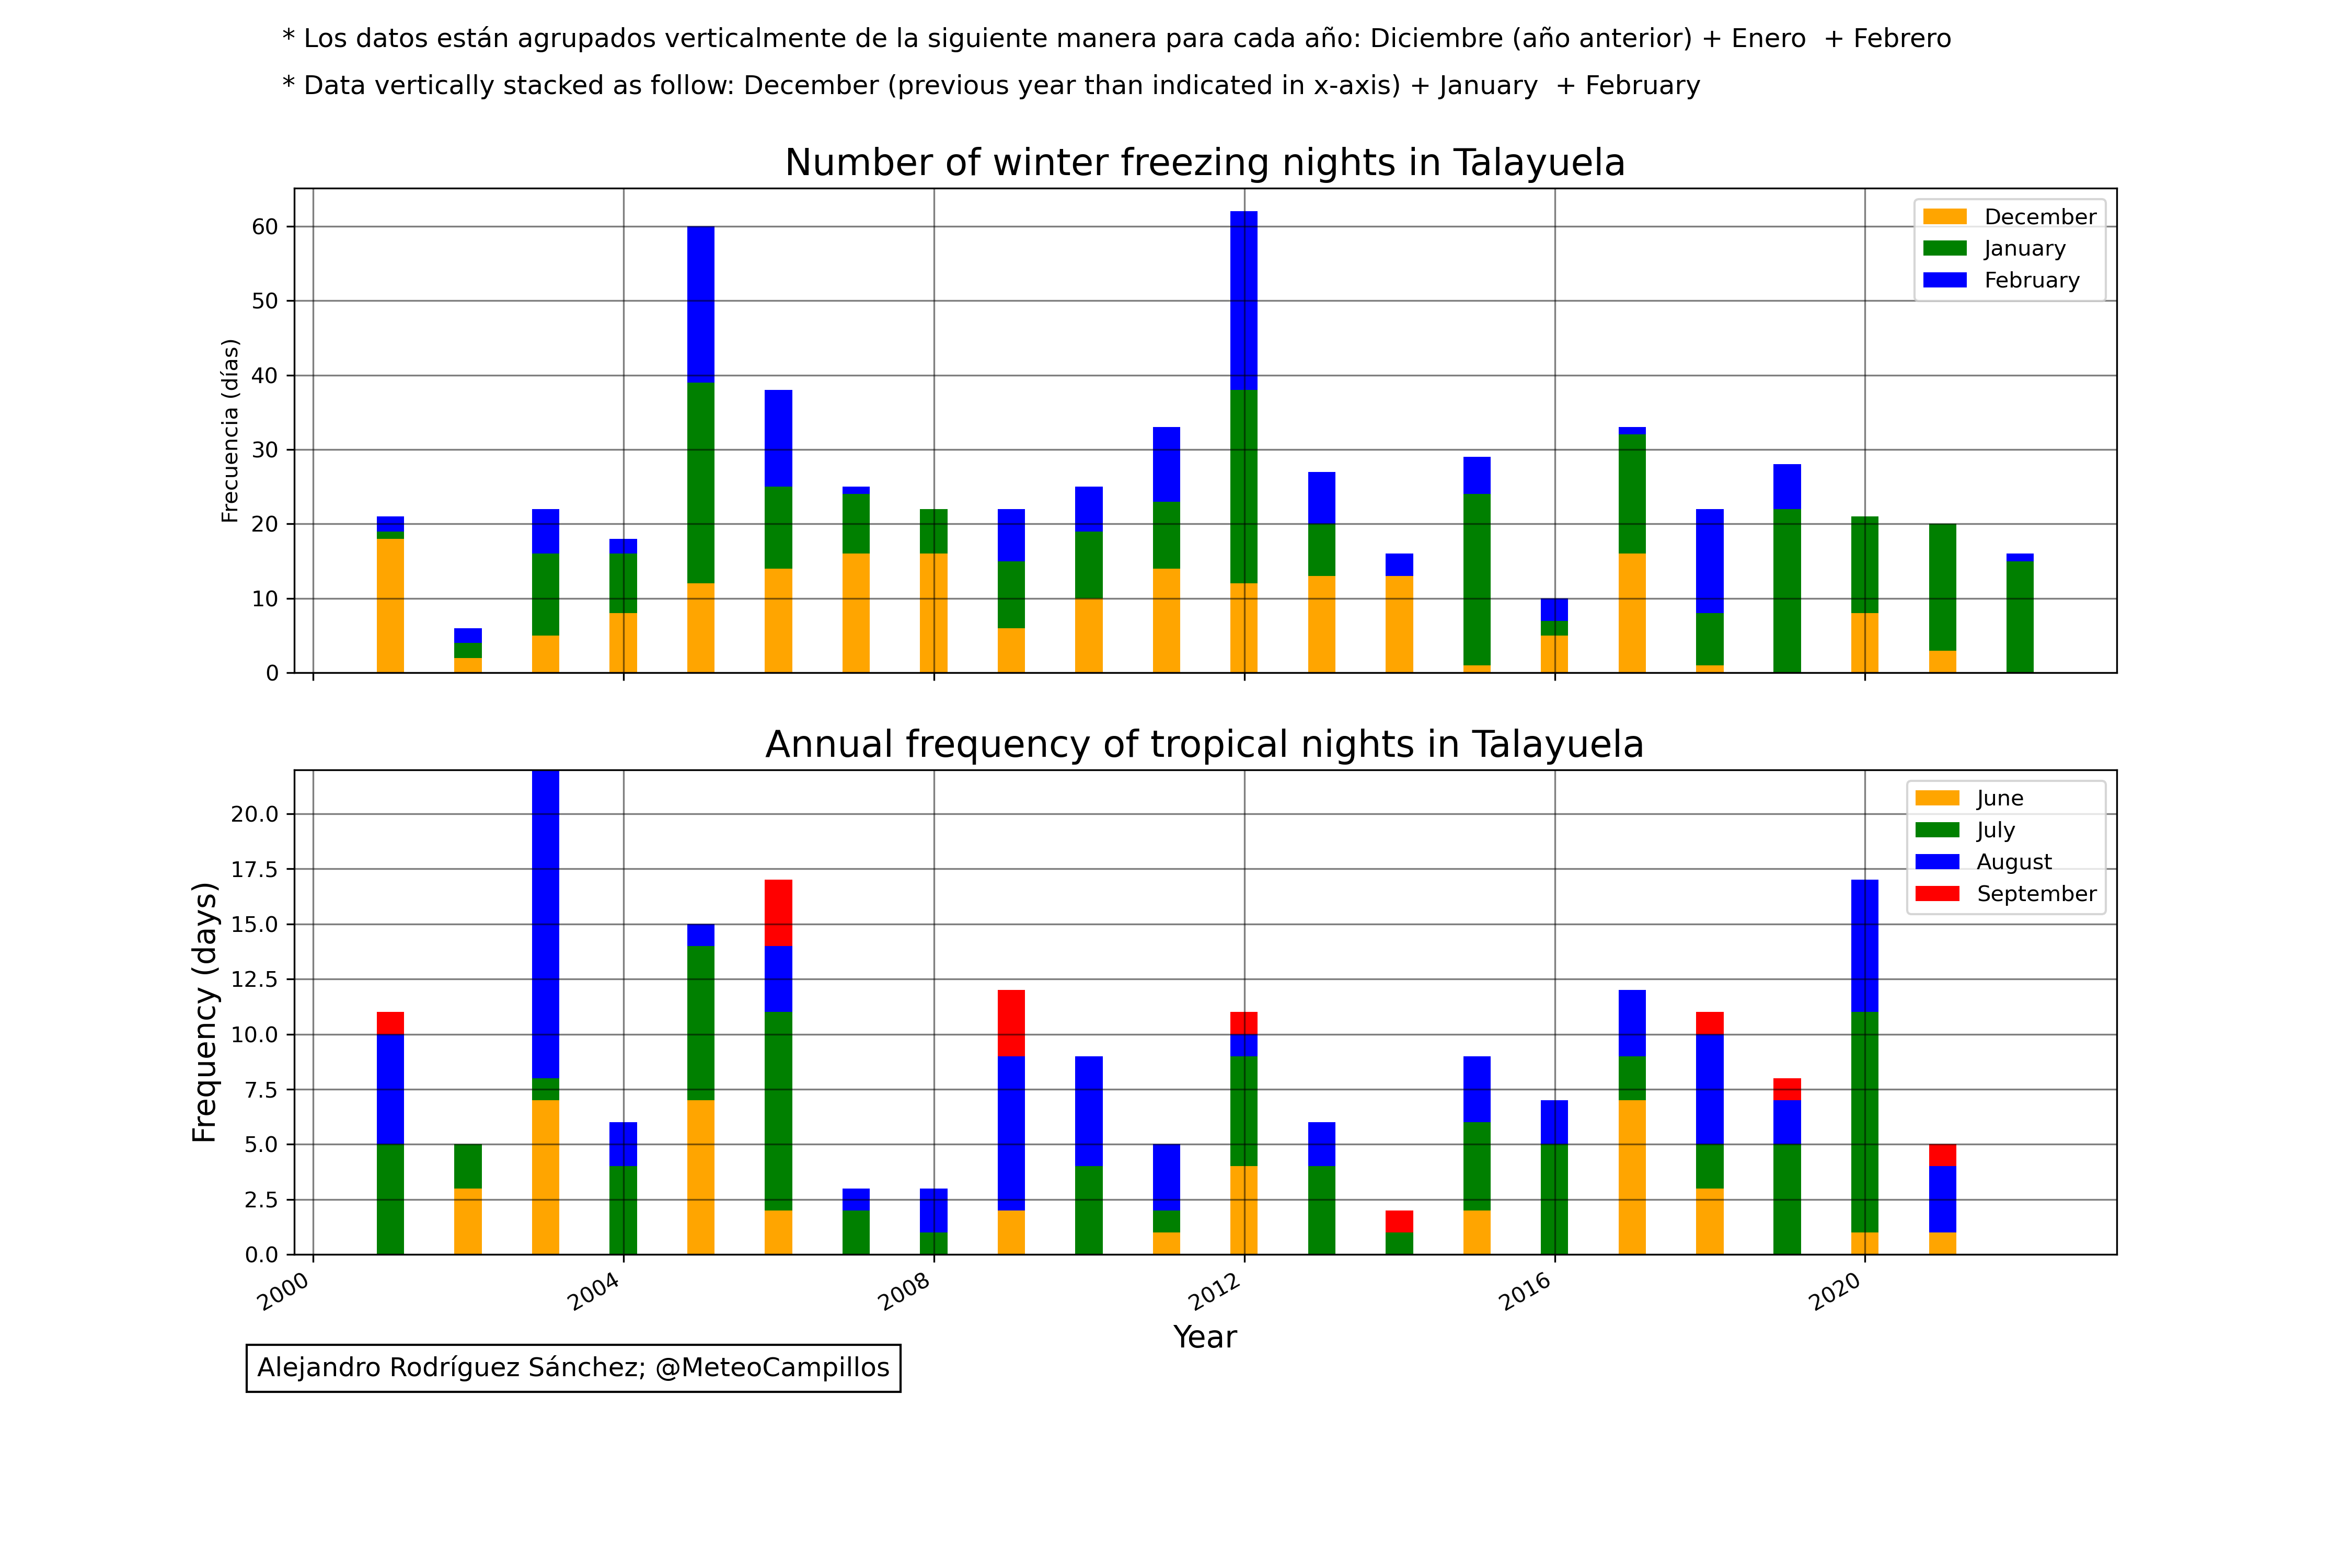 * Los datos están agrupados verticalmente de la siguiente manera para cada año: Diciembre (año anterior) + Enero  + Febrero
* Data vertically stacked as follow: December (previous year than indicated in x-axis) + January  + February
Number of winter freezing nights in Talayuela
Frecuencia (días)
60
50
40
30
20
10
0
December
January
February
Annual frequency of tropical nights in Talayuela
Frequency (days)
20.0
17.5
15.0
12.5
10.0
7.5
5.0
2.5
0.0
June
July
August
September
2000
2004
2008
2012
2016
2020
Year
Alejandro Rodríguez Sánchez; @MeteoCampillos